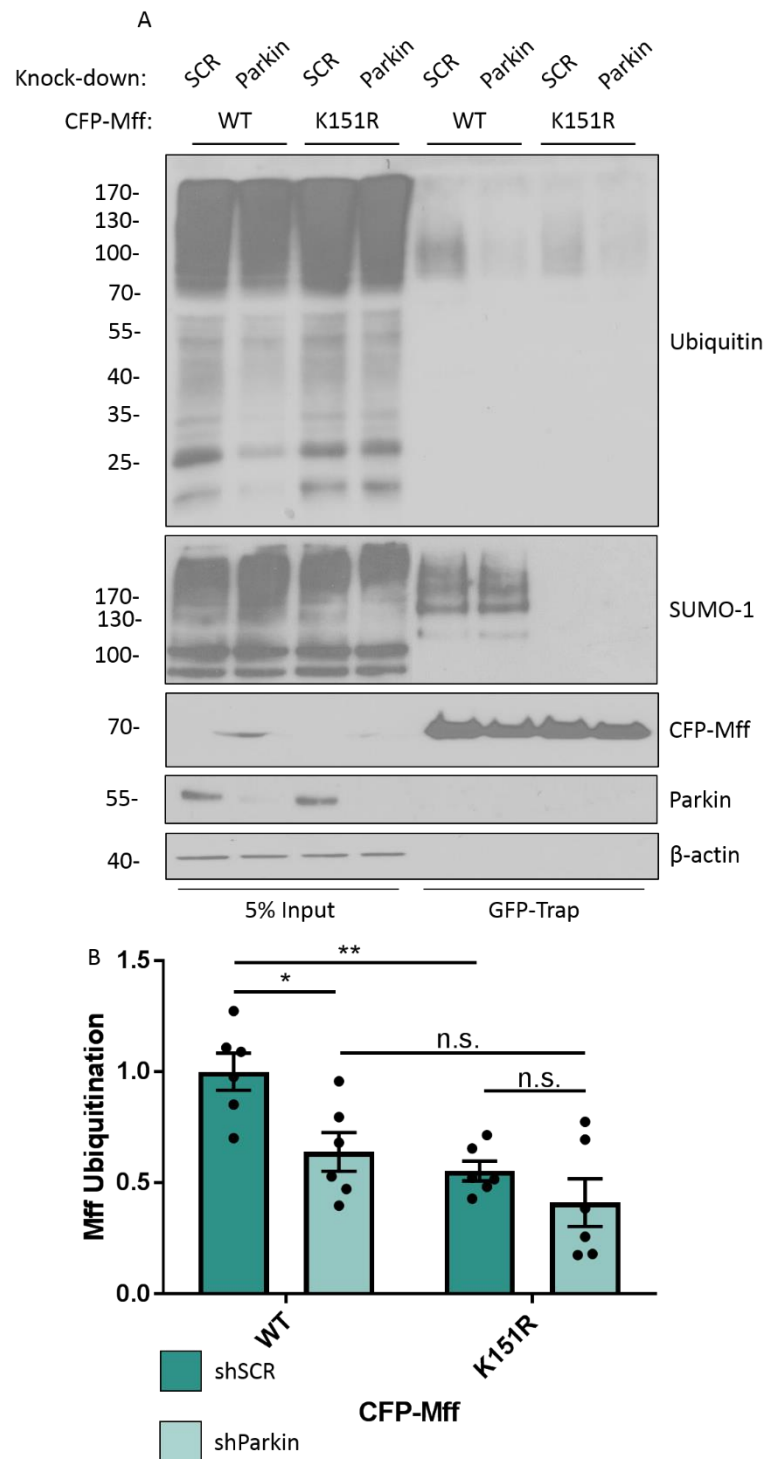 A
Knock-down: SCR Parkin SCR Parkin SCR Parkin SCR Parkin
CFP-Mff: WT K151R WT K151R
170-
130-
100-
70-
55-
40-
35-
25-
Ubiquitin
170-
130-
100-
SUMO-1
70-
CFP-Mff
55-
Parkin
40-
β-actin
5% Input GFP-Trap
B
**
*
n.s.
n.s.
Mff Ubiquitination
1.5
1.0
0.5
0.0
WT K151R
CFP-Mff
shSCR
shParkin